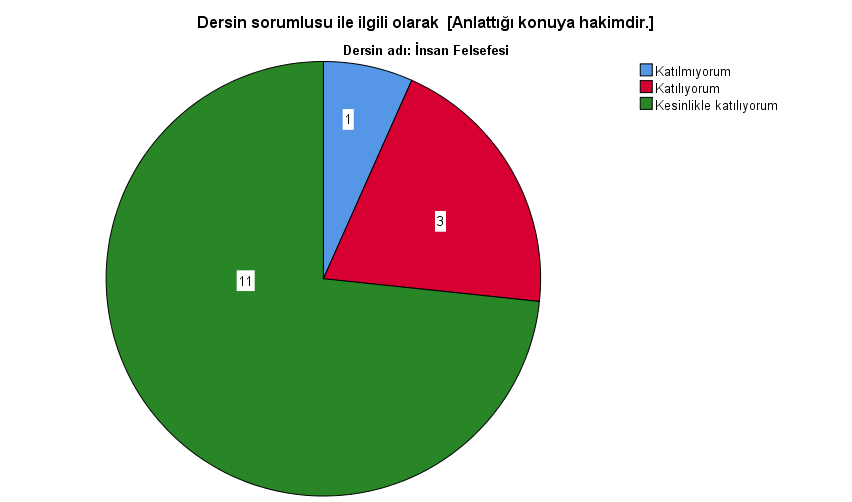 Dersin sorumlusu ile ilgili olarak [Anlattığı konuya hakimdir.]
Dersin adı: İnsan Felsefesi
Katılmıyorum
Katılıyorum
Kesinlikle katılıyorum
1
3
11